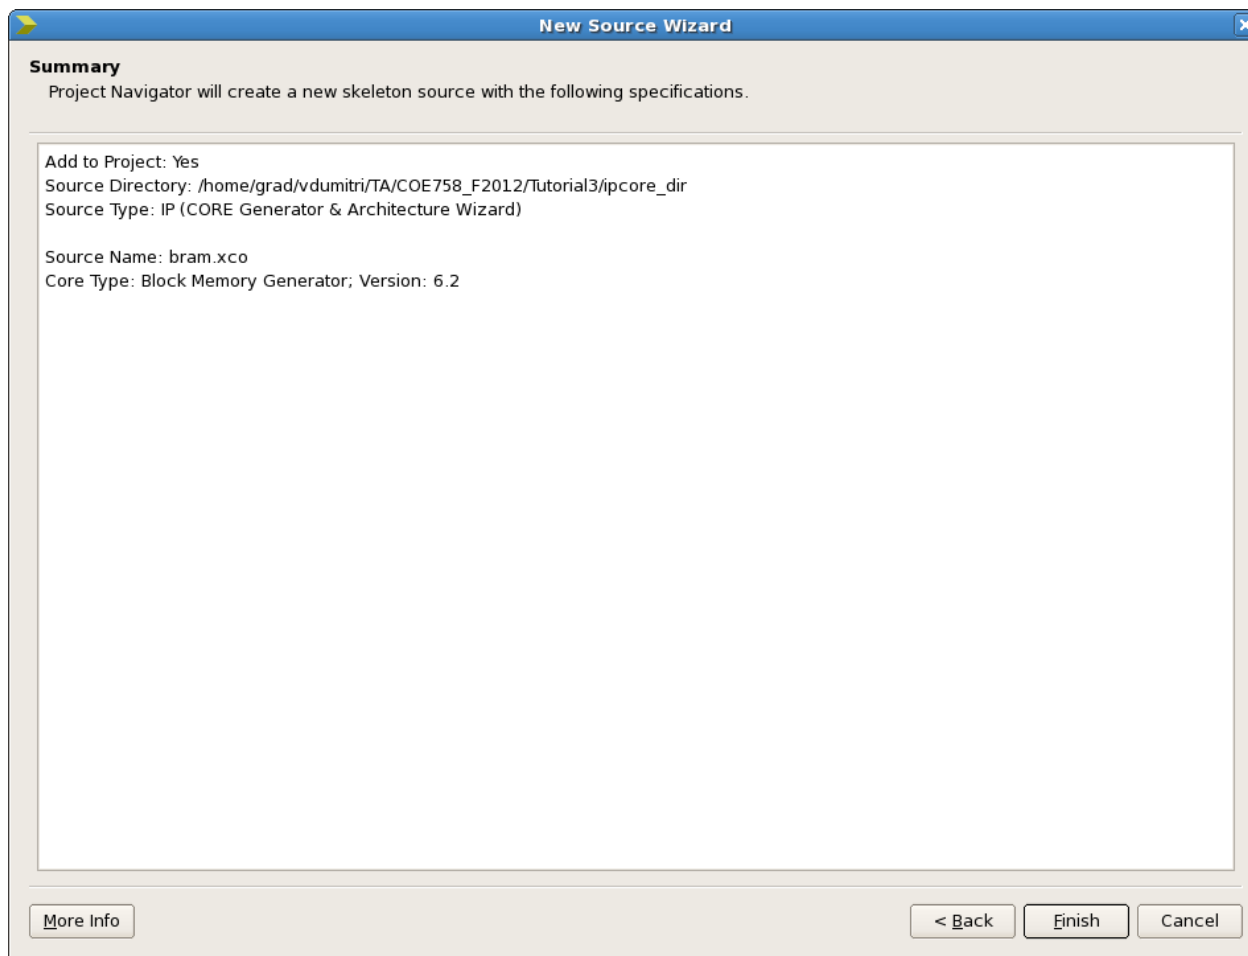 New Source Wizard
Summary
Project Navigator will create a new skeleton source with the following specifications.
Add to Project: Yes
Source Directory: /home/grad/vdumitri/TA/COE758_F2012/Tutorial3/ipcore_dir
Source Type: IP (CORE Generator & Architecture Wizard)
Source Name: bram.xco
Core Type: Block Memory Generator; Version: 6.2
More Info
< Back
Finish
Cancel